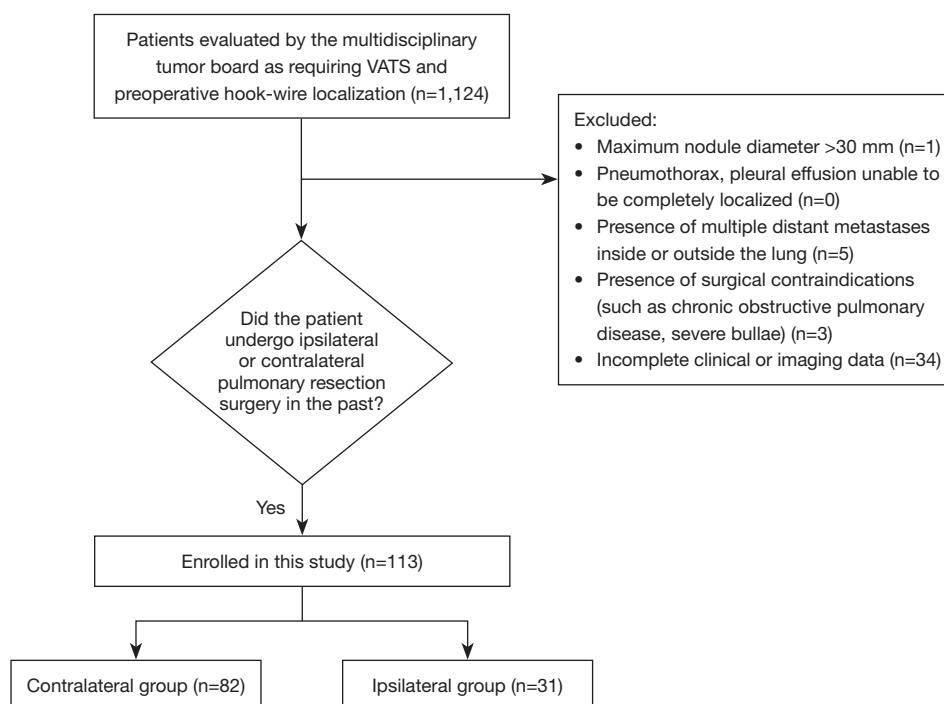 Patients evaluated by the multidisciplinary
tumor board as requiring VATS and
preoperative hook-wire localization (n=1,124)
Excluded:
• Maximum nodule diameter >30 mm (n=1)
• Pneumothorax, pleural effusion unable to
be completely localized (n=0)
• Presence of multiple distant metastases
inside or outside the lung (n=5)
• Presence of surgical contraindications
(such as chronic obstructive pulmonary
disease, severe bullae) (n=3)
• Incomplete clinical or imaging data (n=34)
Did the patient
undergo ipsilateral
or contralateral
pulmonary resection
surgery in the past?
Yes
Enrolled in this study (n=113)
Contralateral group (n=82)
Ipsilateral group (n=31)